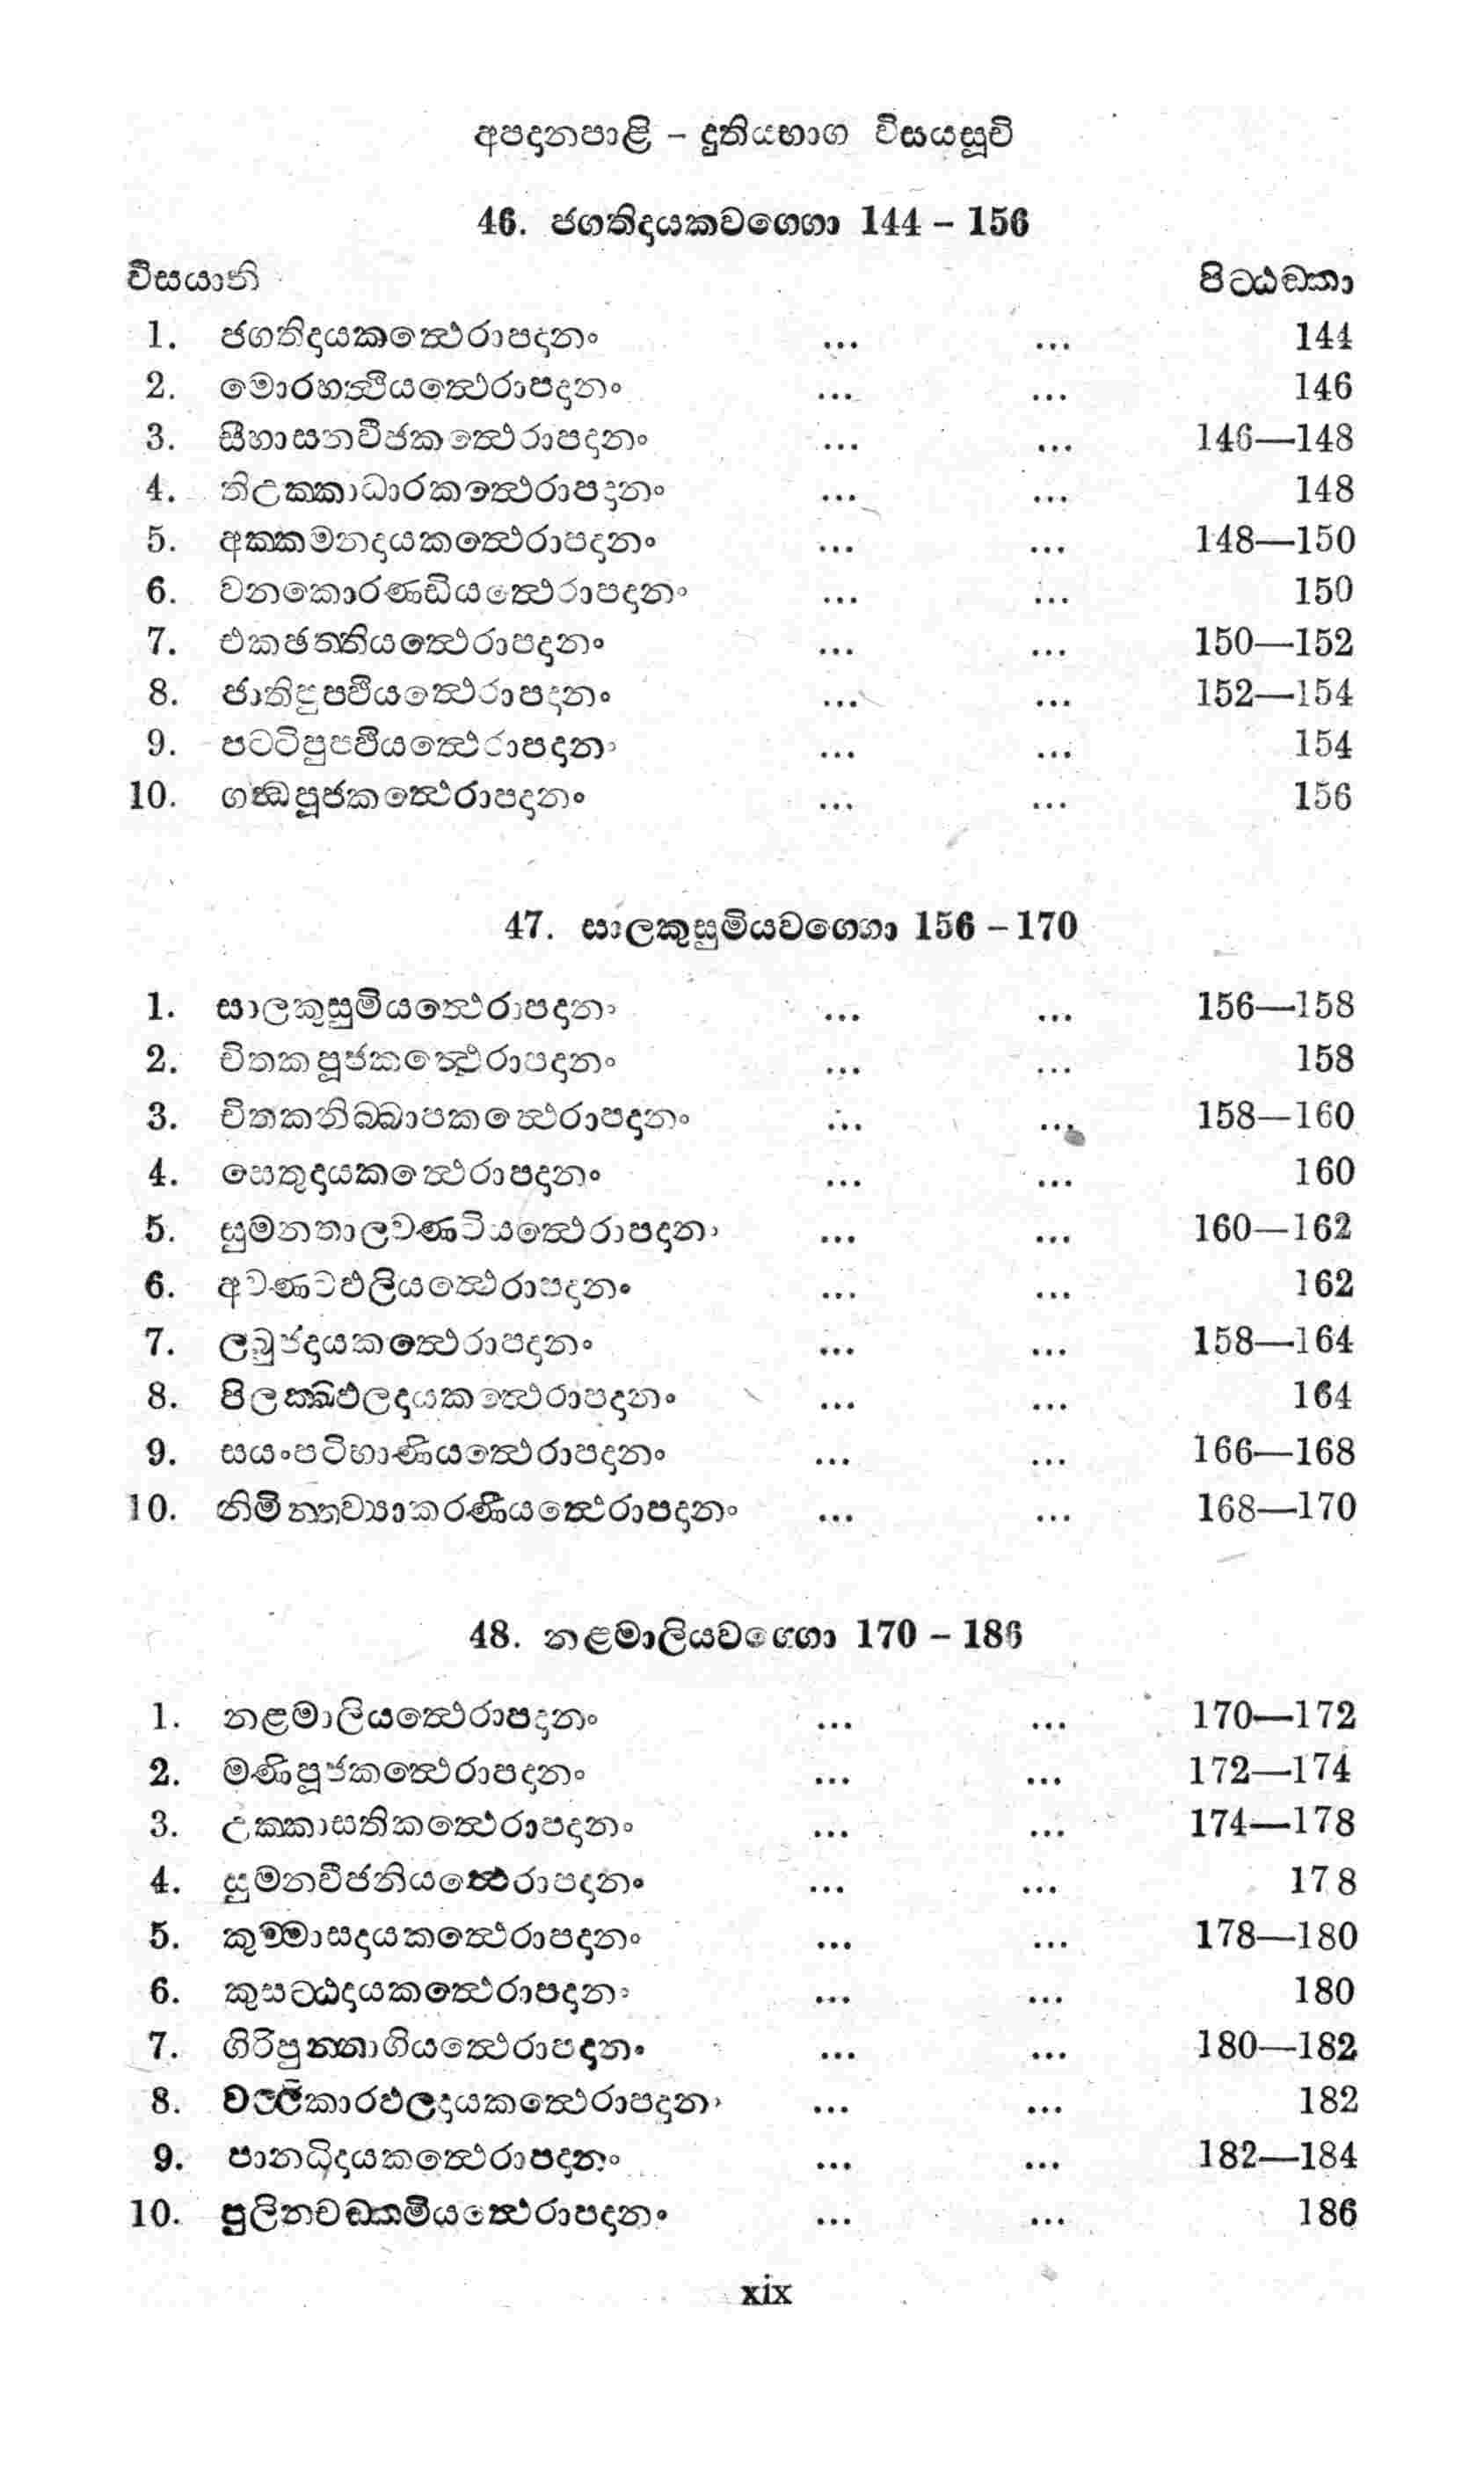 අපදානපාළි – දුතියභාග විසයසූචි
46. ජගතිදායකවග්ගො 144 – 156
විසයානි පිට්ඨඞ්කා
1. ජගතිදායකත්ථෙරාපදානං ... ... 144
2. මොරහත්ථියත්ථෙරාපදානං ... ... 146
3. සීහාසනවීජකත්ථෙරාපදානං ... ... 146—148
4. තිඋක්කාධාරකත්ථෙරාපදානං ... ... 148
5. අක්කමනදායකත්ථෙරාපදානං ... ... 148—150
6. වනකොරණ්ඩියත්ථෙරාපදානං ... ... 150
7. එකඡත්තියත්ථෙරාපදානං ... ... 150—152
8. ජාතිපුප්ඵියත්ථෙරාපදානං ... ... 152—154
9. පට්ටිපුප්ඵියත්ථෙරාපදානං ... ... 154
10. ගන්ධපූජකත්ථෙරාපදානං ... ... 156
47. සාලකුසුමියවග්ගො 156 – 170
1. සාලකුසුමියත්ථෙරාපදානං ... ... 156—158
2. චිතකපූජකත්ථෙරාපදානං ... ... 158
3. චිතකනිබ්බාපකත්ථෙරාපදානං ... ... 158—160
4. සෙතුදායකත්ථෙරාපදානං ... ... 160
5. සුමනතාලවණ්ටියත්ථෙරාපදානං ... ... 160—162
6. අවණ්ටඵලියත්ථෙරාපදානං ... ... 162
7. ලබුජදායකත්ථෙරාපදානං ... ... 158—164
8. පිලක්ඛිඵලදායකත්ථෙරාපදානං ... ... 164
9. සයංපටිභාණියත්ථෙරාපදානං ... ... 166—168
10. නිමිත්තව්‍යාකරණීයත්ථෙරාපදානං ... ... 168—170
48. නළමාලියවග්ගො 170 – 186
1. නළමාලියත්ථෙරාපදානං ... ... 170—172
2. මණිපූජකත්ථෙරාපදානං ... ... 172—174
3. උක්කාසතිකත්ථෙරාපදානං ... ... 174—178
4. සුමනවීජනියත්ථෙරාපදානං ... ... 178
5. කුම්මාසදායකත්ථෙරාපදානං ... ... 178—180
6. කුසට්ඨදායකත්ථෙරාපදානං ... ... 180
7. ගිරිපුන්නාගියත්ථෙරාපදානං ... ... 180—182
8. වල්ලිකාරඵලදායකත්ථෙරාපදානං ... ... 182
9. පානධිදායකත්ථෙරාපදානං ... ... 182—184
10. පුලිනචඞ්කමියත්ථෙරාපදානං ... ... 186
xix